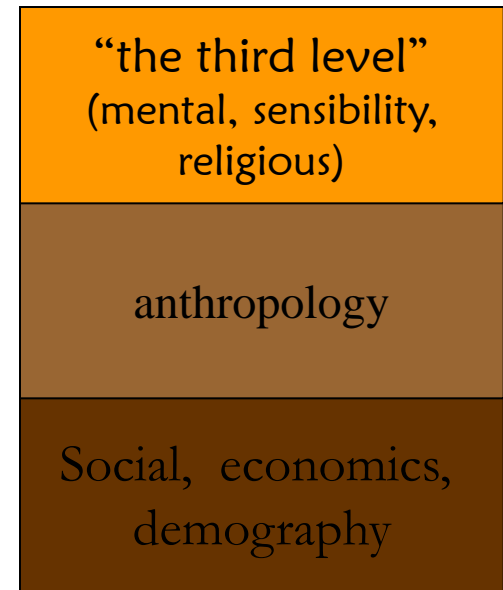 “the third level”
(mental, sensibility,
religious)
anthropology
Social, economics,
demography